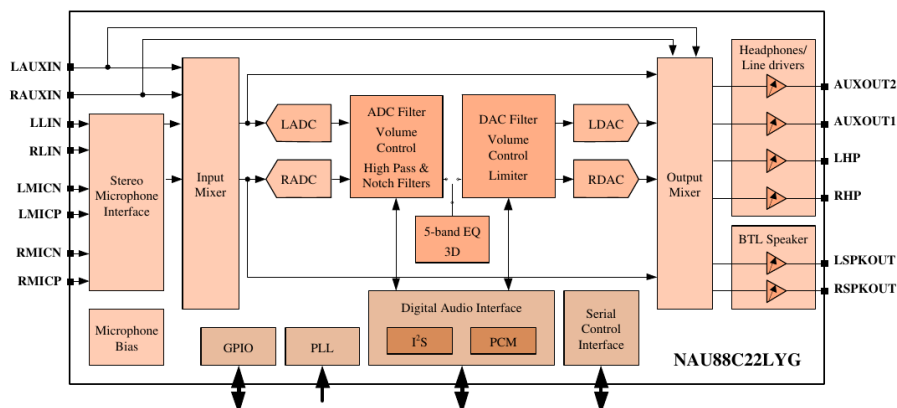 LAUXIN
RAUXIN
LLIN
RLIN
LMICN
LMICP
RMICN
RMICP
Stereo
Microphone
Interface
Microphone
Bias
Input
Mixer
LADC
RADC
ADC Filter
Volume
Control
High Pass &
Notch Filters
DAC Filter
Volume
Control
Limiter
5-band EQ
3D
LDAC
RDAC
Output
Mixer
Headphones/
Line drivers
BTL Speaker
AUXOUT2
AUXOUT1
LHP
RHP
LSPKOUT
RSPKOUT
GPIO
PLL
Digital Audio Interface
I²S
PCM
Serial
Control
Interface
NAU88C22LYG